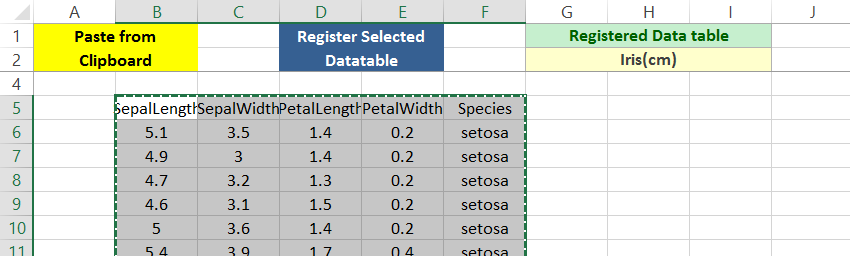 A B C D E F G H I J
1 Paste from Register Selected Registered Data table
2 Clipboard Datatable Iris(cm)
4
5 SepalLength SepalWidth PetalLength PetalWidth Species
6 5.1 3.5 1.4 0.2 setosa
7 4.9 3 1.4 0.2 setosa
8 4.7 3.2 1.3 0.2 setosa
9 4.6 3.1 1.5 0.2 setosa
10 5 3.6 1.4 0.2 setosa
11 5.4 3.9 1.7 0.4 setosa